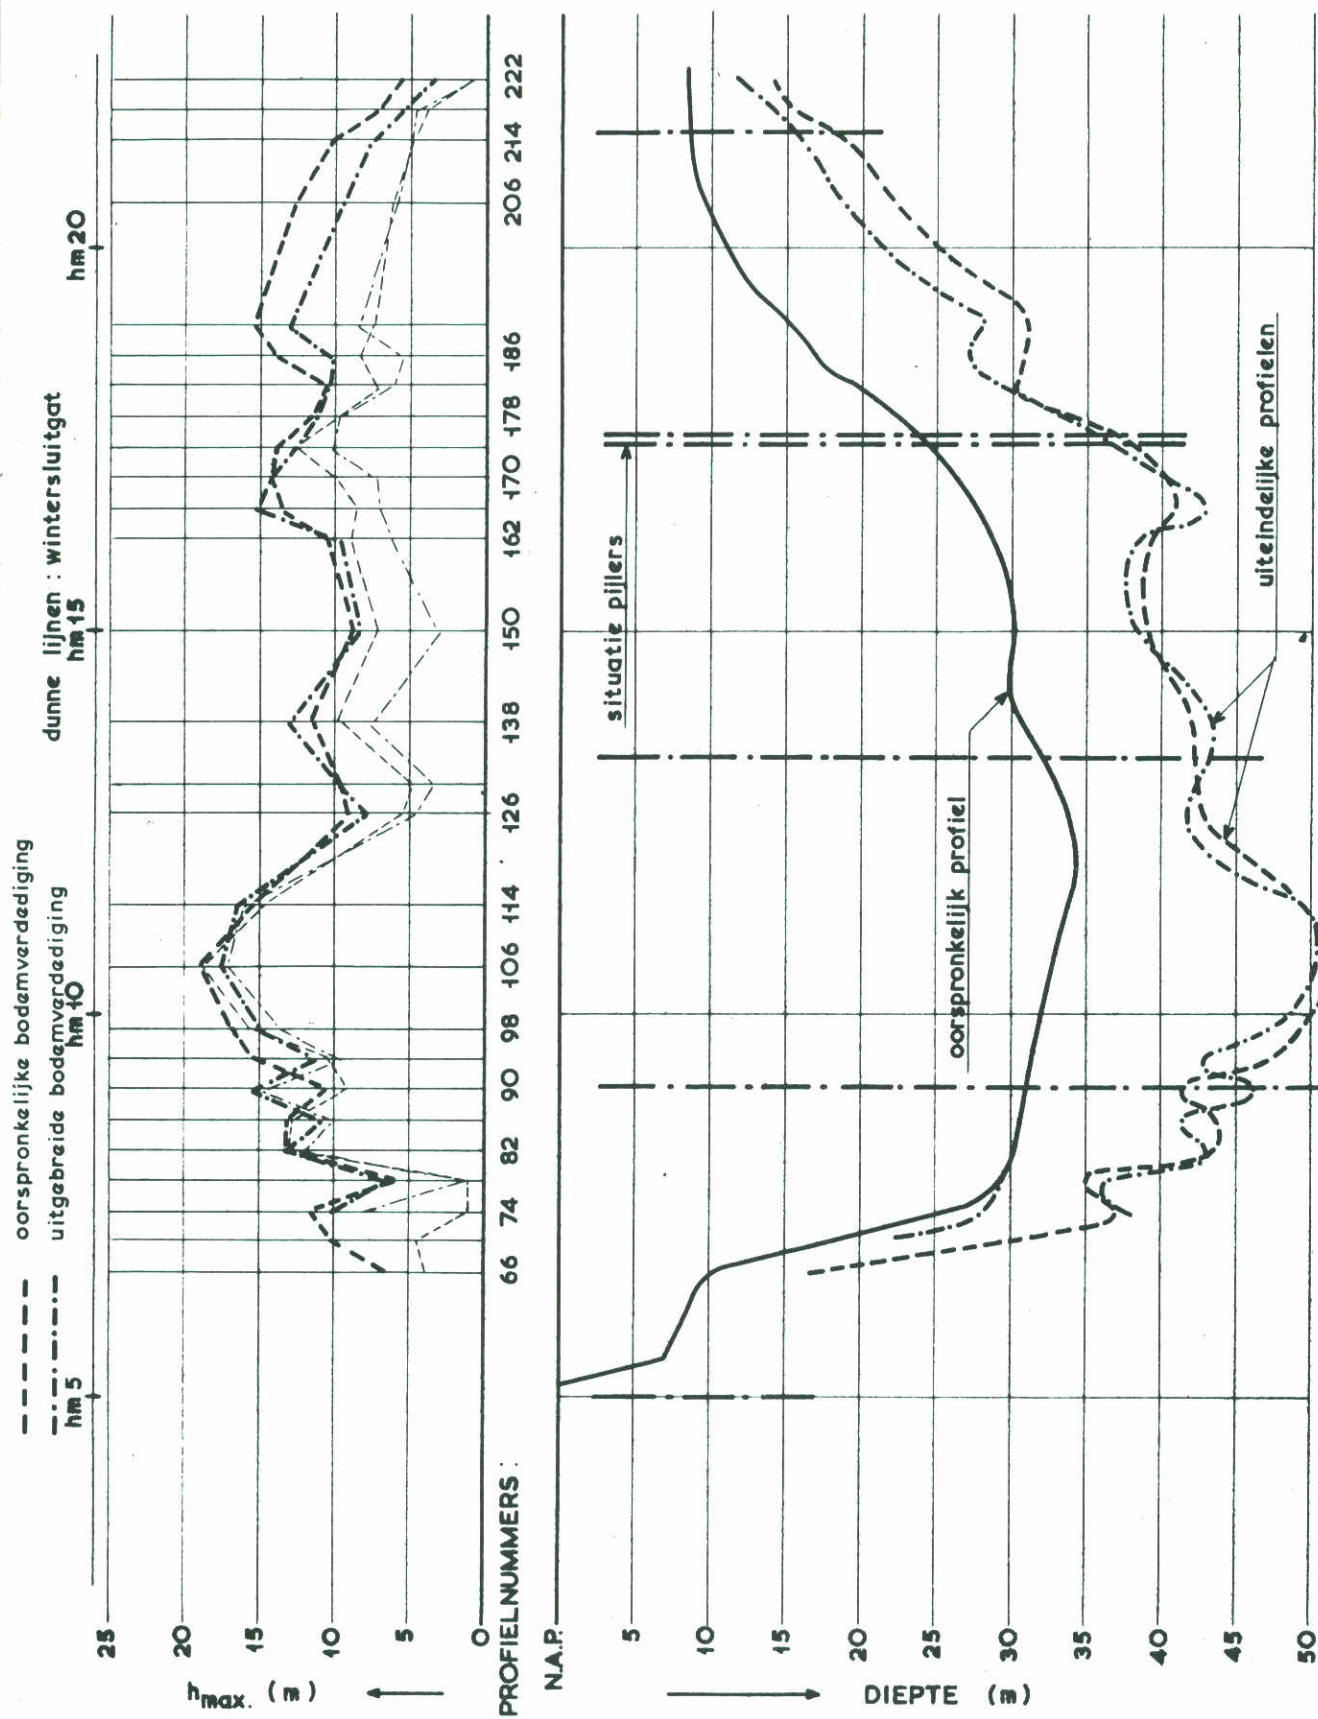 oorspronkelijke bodemverdediging
uitgebreide bodemverdediging
dunne lijnen : wintersluitgat
hm 5
hm 10
hm 15
hm 20
25
20
15
10
5
0
hmax. (m)
PROFIELNUMMERS :
66
74
82
90
98
106
114
126
138
150
162
170
178
186
206
214
222
N.A.P.
5
10
15
20
25
30
35
40
45
50
DIEPTE (m)
situatie pijlers
oorspronkelijk profiel
uiteindelijke profielen